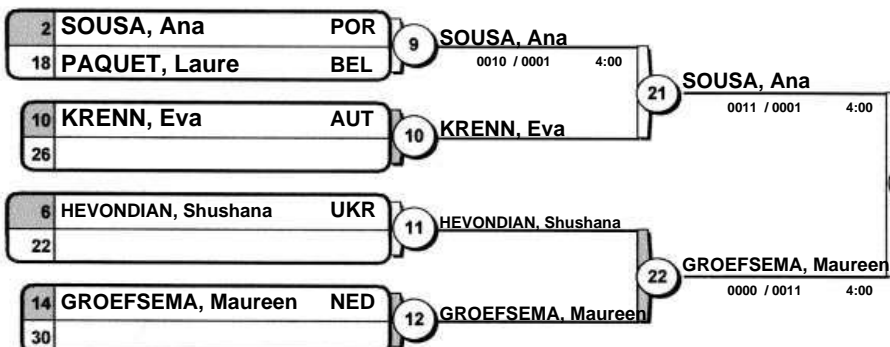 2 SOUSA, Ana POR
18 PAQUET, Laure BEL
9
SOUSA, Ana
0010 / 0001 4:00
10 KRENN, Eva AUT
26
10
KRENN, Eva
21
SOUSA, Ana
0011 / 0001 4:00
6 HEVONDIAN, Shushana UKR
22
11
HEVONDIAN, Shushana
14 GROEFSEMA, Maureen NED
30
12
GROEFSEMA, Maureen
22
GROEFSEMA, Maureen
0000 / 0011 4:00